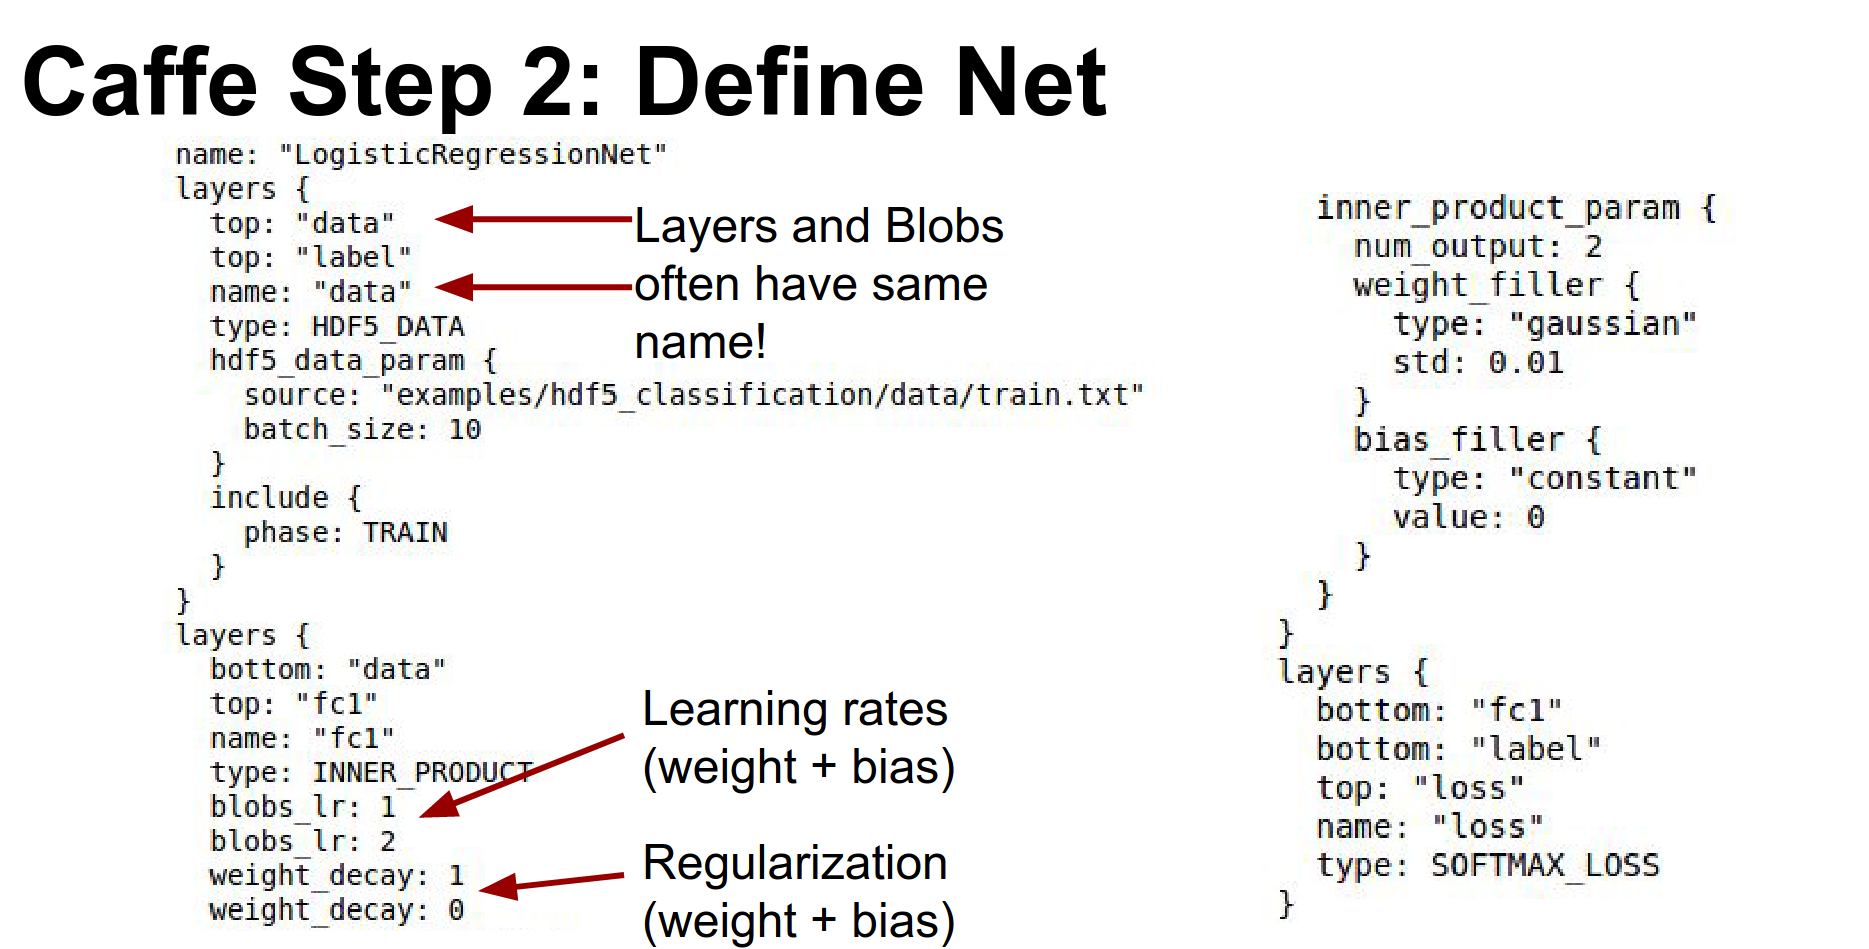 Caffe Step 2: Define Net
name: "LogisticRegressionNet"
layers {
top: "data"
top: "label"
name: "data"
type: HDF5_DATA
hdf5_data_param {
source: "examples/hdf5_classification/data/train.txt"
batch_size: 10
}
include {
phase: TRAIN
}
}
layers {
bottom: "data"
top: "fc1"
name: "fc1"
type: INNER_PRODUCT
blobs_lr: 1
blobs_lr: 2
weight_decay: 1
weight_decay: 0
Layers and Blobs
often have same
name!
Learning rates
(weight + bias)
Regularization
(weight + bias)
inner_product_param {
num_output: 2
weight_filler {
type: "gaussian"
std: 0.01
}
bias_filler {
type: "constant"
value: 0
}
}
}
layers {
bottom: "fc1"
bottom: "label"
top: "loss"
name: "loss"
type: SOFTMAX_LOSS
}